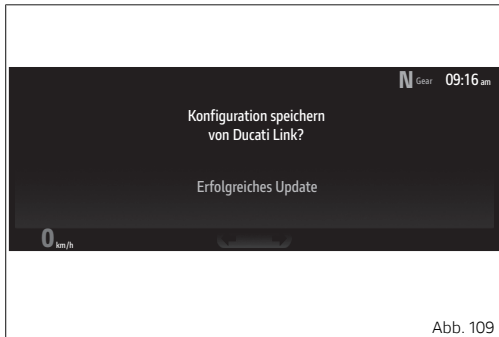 N Gear 09:16 am
Konfiguration speichern
von Ducati Link?
Erfolgreiches Update
0 km/h
Abb. 109